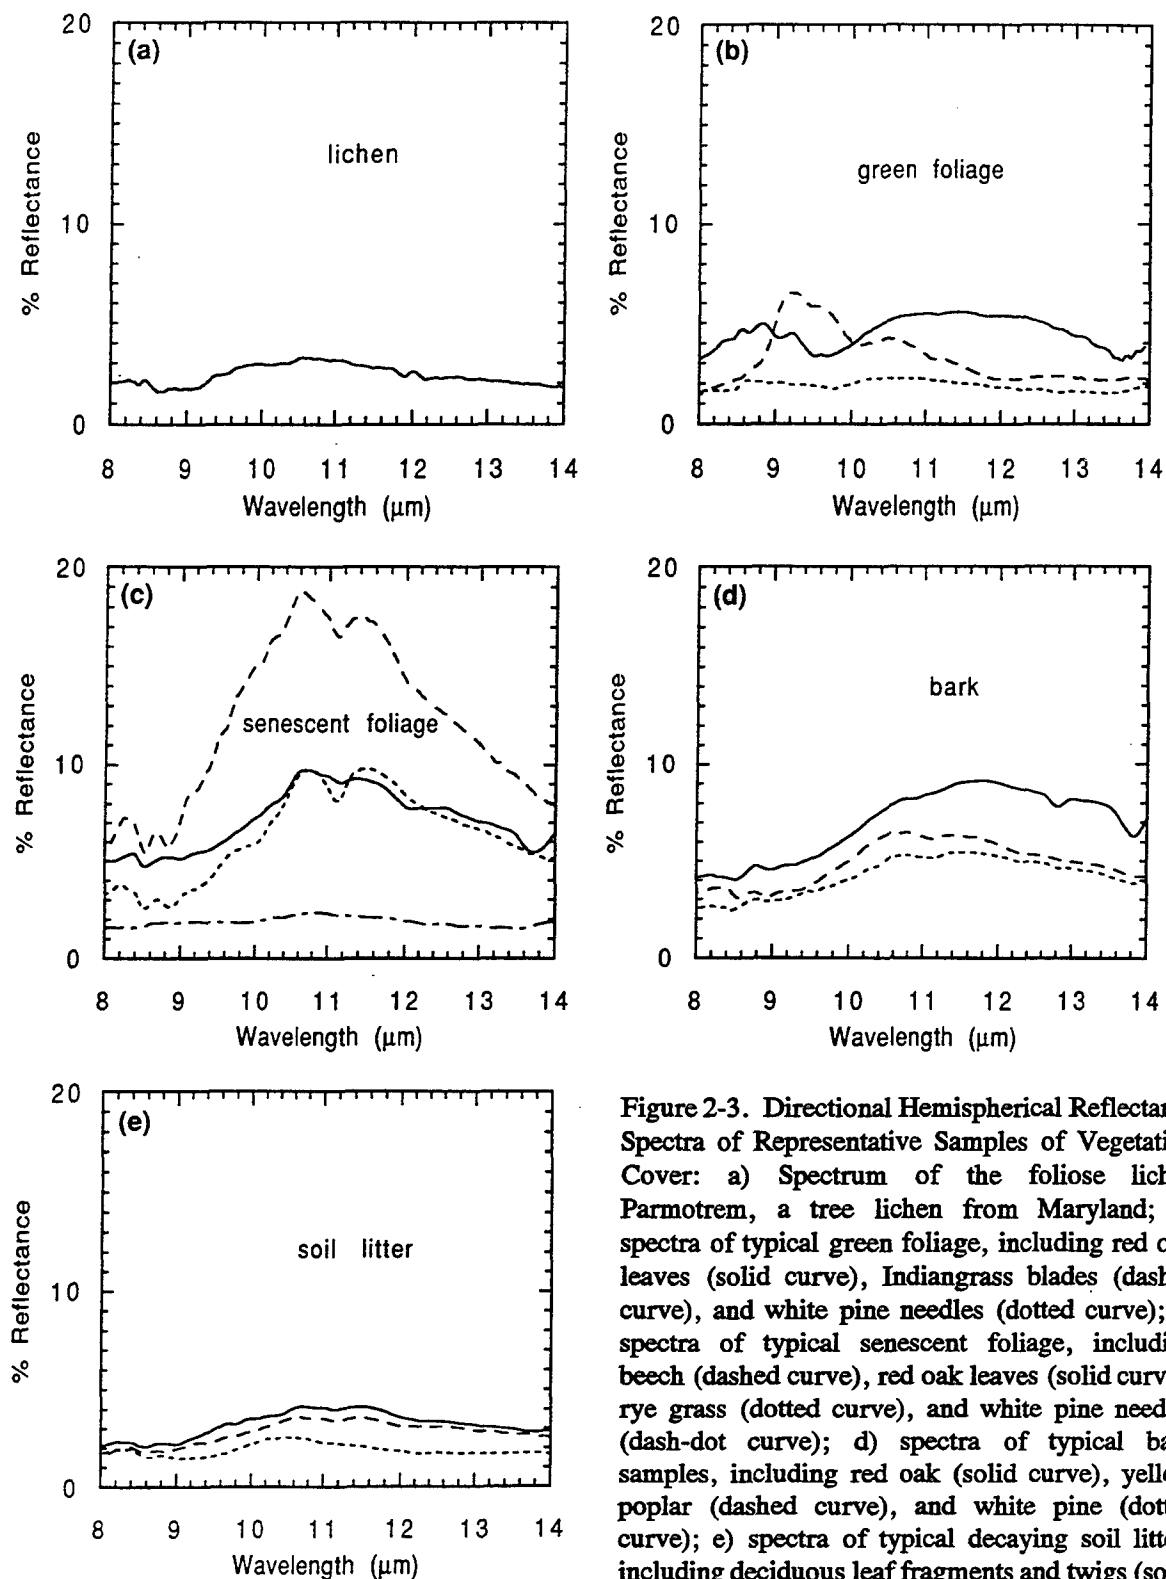 (a)
20
10
0
% Reflectance
lichen
8 9 10 11 12 13 14
Wavelength (μm)
(b)
20
10
0
% Reflectance
green foliage
8 9 10 11 12 13 14
Wavelength (μm)
(c)
20
10
0
% Reflectance
senescent foliage
8 9 10 11 12 13 14
Wavelength (μm)
(d)
20
10
0
% Reflectance
bark
8 9 10 11 12 13 14
Wavelength (μm)
(e)
20
10
0
% Reflectance
soil litter
8 9 10 11 12 13 14
Wavelength (μm)
Figure 2-3. Directional Hemispherical Reflectan
Spectra of Representative Samples of Vegetati
Cover: a) Spectrum of the foliose lich
Parmotrem, a tree lichen from Maryland;
spectra of typical green foliage, including red o
leaves (solid curve), Indiangrass blades (dash
curve), and white pine needles (dotted curve);
spectra of typical senescent foliage, includi
beech (dashed curve), red oak leaves (solid curv
rye grass (dotted curve), and white pine need
(dash-dot curve); d) spectra of typical ba
samples, including red oak (solid curve), yell
poplar (dashed curve), and white pine (dott
curve); e) spectra of typical decaying soil litt
including deciduous leaf fragments and twigs (so